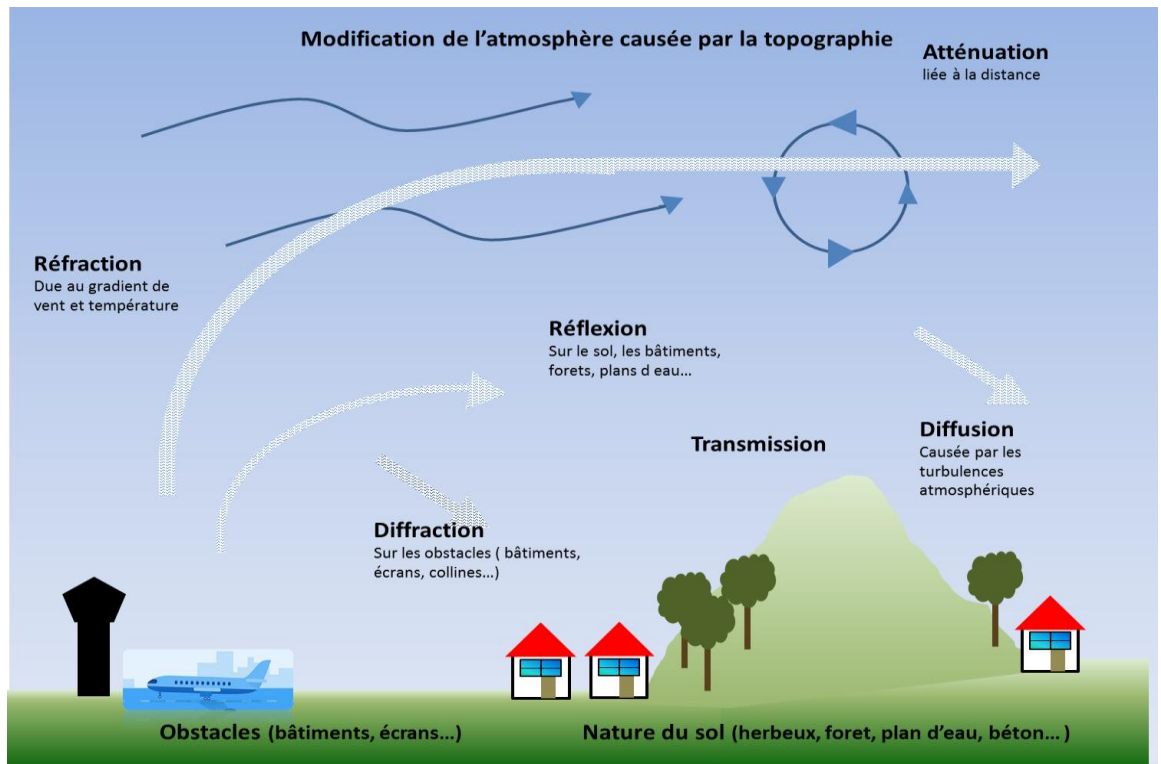 Modification de l’atmosphère causée par la topographie
Atténuation
liée à la distance
Réfraction
Due au gradient de
vent et température
Réflexion
Sur le sol, les bâtiments,
forets, plans d eau...
Transmission
Diffusion
Causée par les
turbulences
atmosphériques
Diffraction
Sur les obstacles ( bâtiments,
écrans, collines...)
Obstacles (bâtiments, écrans...)
Nature du sol (herbeux, foret, plan d’eau, béton... )